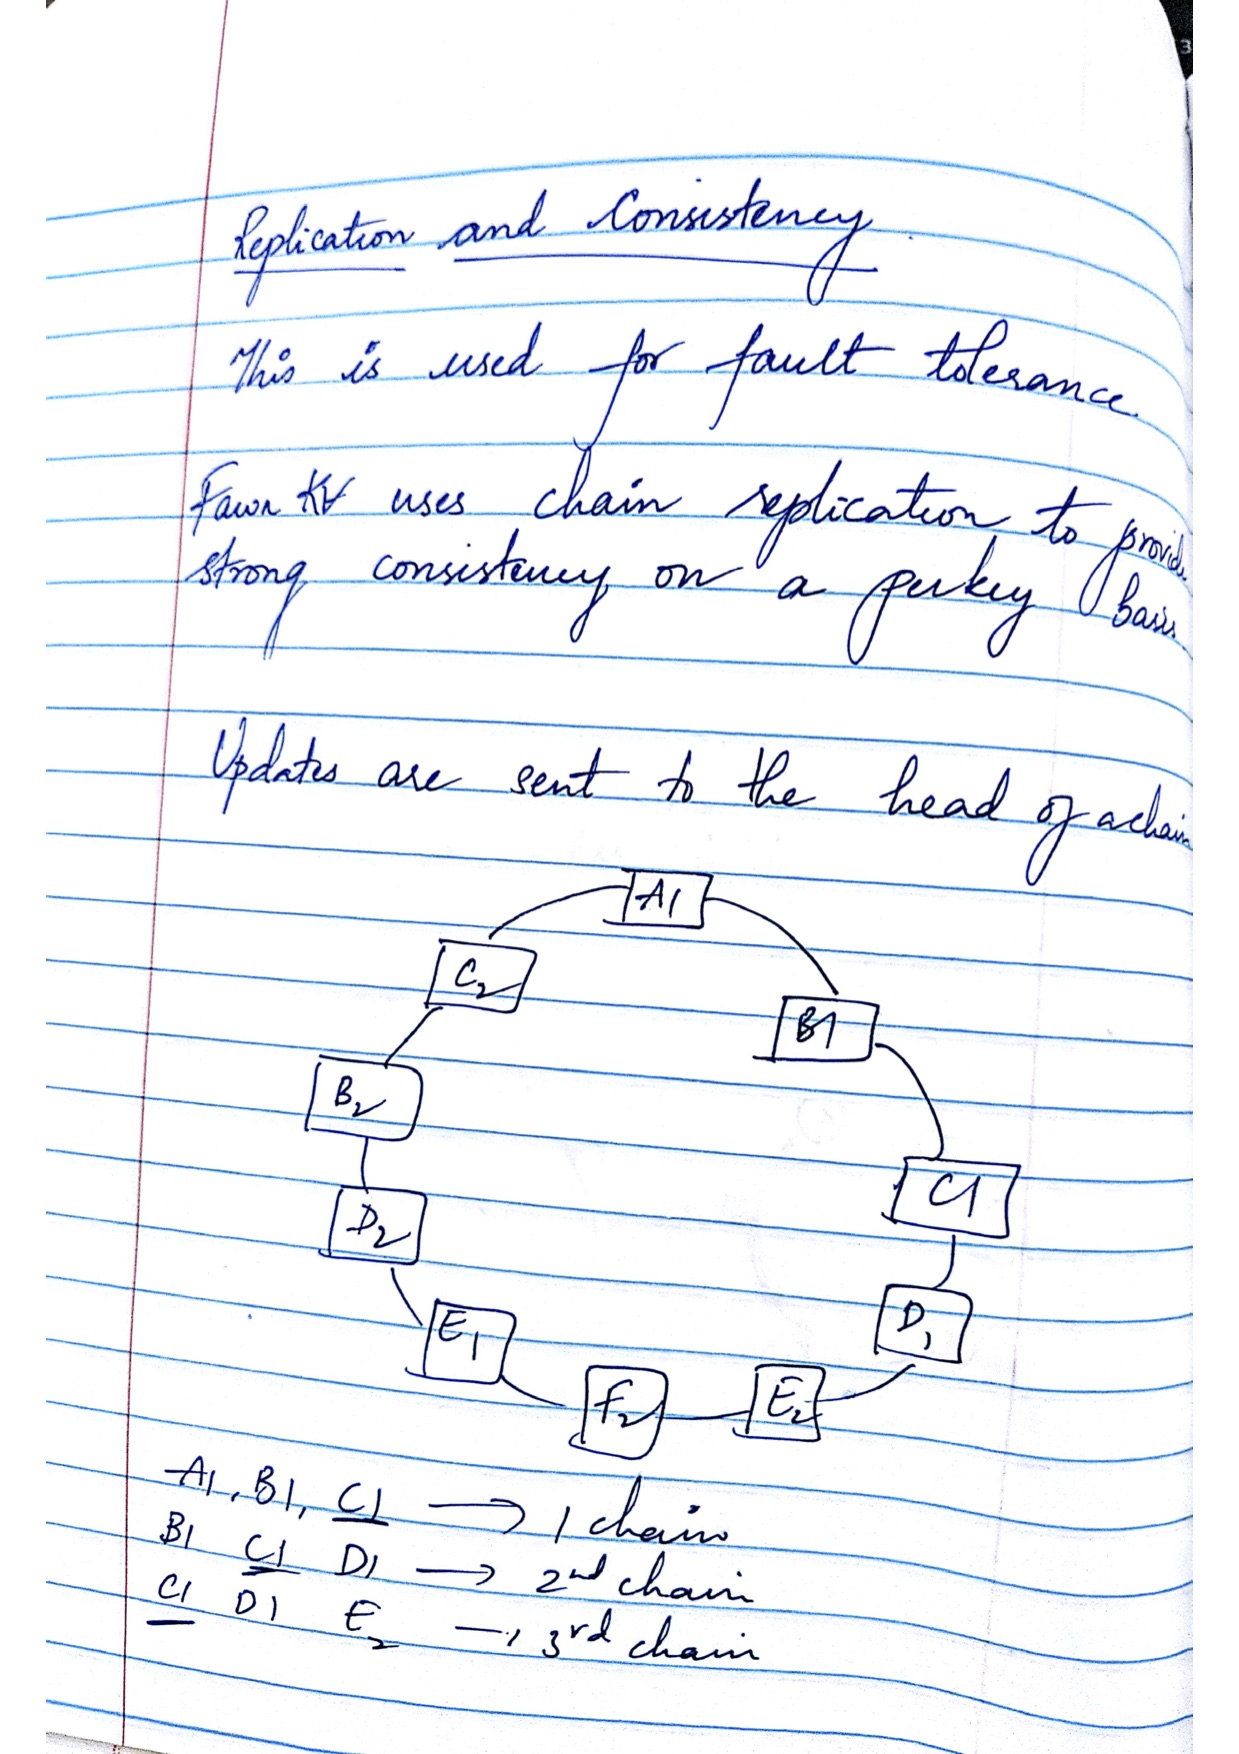 Replication and Consistency
This is used for fault tolerance.
Fawn KV uses chain replication to provide
strong consistency on a perkey basis
Updates are sent to the head of a chain
A1
C2
B1
B2
C1
D2
D1
E1
F2
E2
A1, B1, C1 → 1 chain
B1 C1 D1 → 2nd chain
C1 D1 E2 → 3rd chain
3